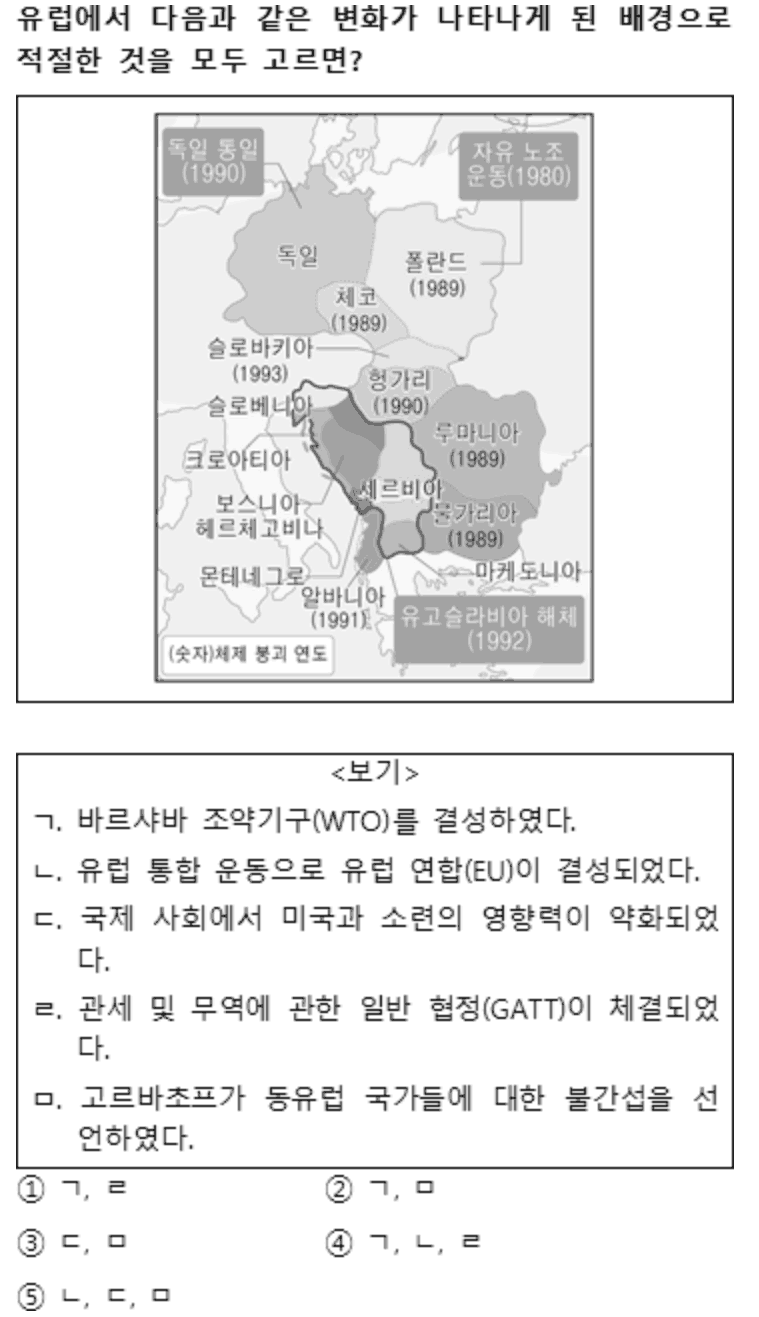 유럽에서 다음과 같은 변화가 나타나게 된 배경으로
적절한 것을 모두 고르면?
독일 통일
(1990)
자유 노조
운동(1980)
독일
폴란드
(1989)
체코
(1989)
슬로바키아
(1993)
헝가리
(1990)
슬로베니아
루마니아
(1989)
크로아티아
세르비아
보스니아
헤르체고비나
불가리아
(1989)
몬테네그로
마케도니아
알바니아
(1991)
유고슬라비아 해체
(1992)
(숫자)체제 붕괴 연도
<보기>
ㄱ. 바르샤바 조약기구(WTO)를 결성하였다.
ㄴ. 유럽 통합 운동으로 유럽 연합(EU)이 결성되었다.
ㄷ. 국제 사회에서 미국과 소련의 영향력이 약화되었
다.
ㄹ. 관세 및 무역에 관한 일반 협정(GATT)이 체결되었
다.
ㅁ. 고르바초프가 동유럽 국가들에 대한 불간섭을 선
언하였다.
① ㄱ, ㄹ ② ㄱ, ㅁ
③ ㄷ, ㅁ ④ ㄱ, ㄴ, ㄹ
⑤ ㄴ, ㄷ, ㅁ